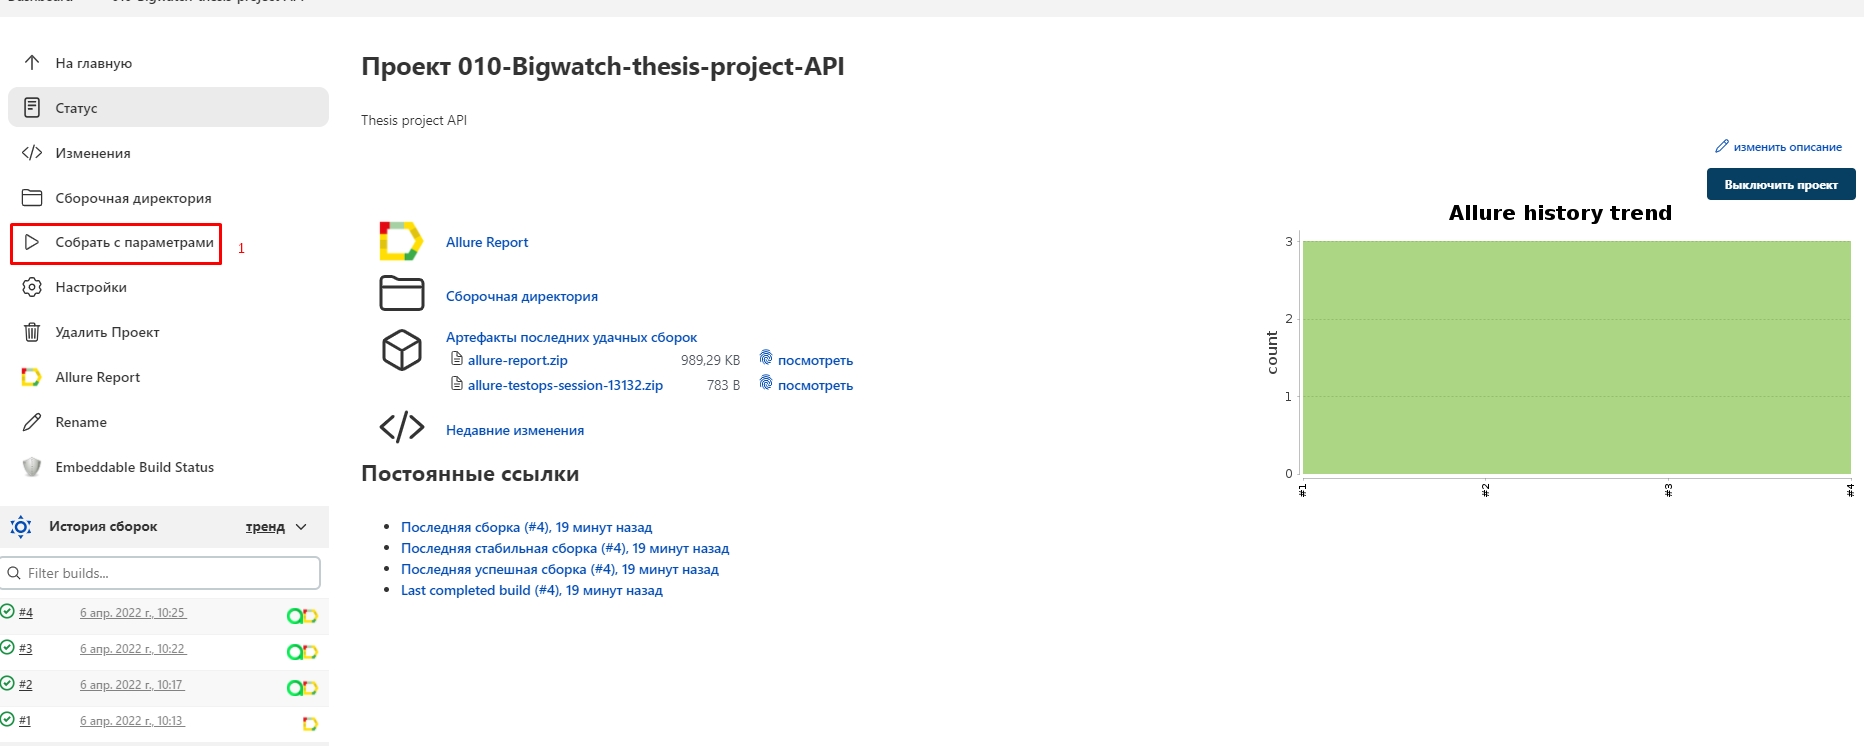 На главную
Статус
Изменения
Сборочная директория
Собрать с параметрами 1
Настройки
Удалить Проект
Allure Report
Rename
Embeddable Build Status
История сборок тренд
Filter builds...
#4 6 апр. 2022 г., 10:25
#3 6 апр. 2022 г., 10:22
#2 6 апр. 2022 г., 10:17
#1 6 апр. 2022 г., 10:13
Проект 010-Bigwatch-thesis-project-API
Thesis project API
изменить описание
Выключить проект
Allure Report
Сборочная директория
Артефакты последних удачных сборок
allure-report.zip 989,29 KB посмотреть
allure-testops-session-13132.zip 783 B посмотреть
Недавние изменения
Постоянные ссылки
Последняя сборка (#4), 19 минут назад
Последняя стабильная сборка (#4), 19 минут назад
Последняя успешная сборка (#4), 19 минут назад
Last completed build (#4), 19 минут назад
Allure history trend
3
2
1
0
count
#1 #2 #3 #4